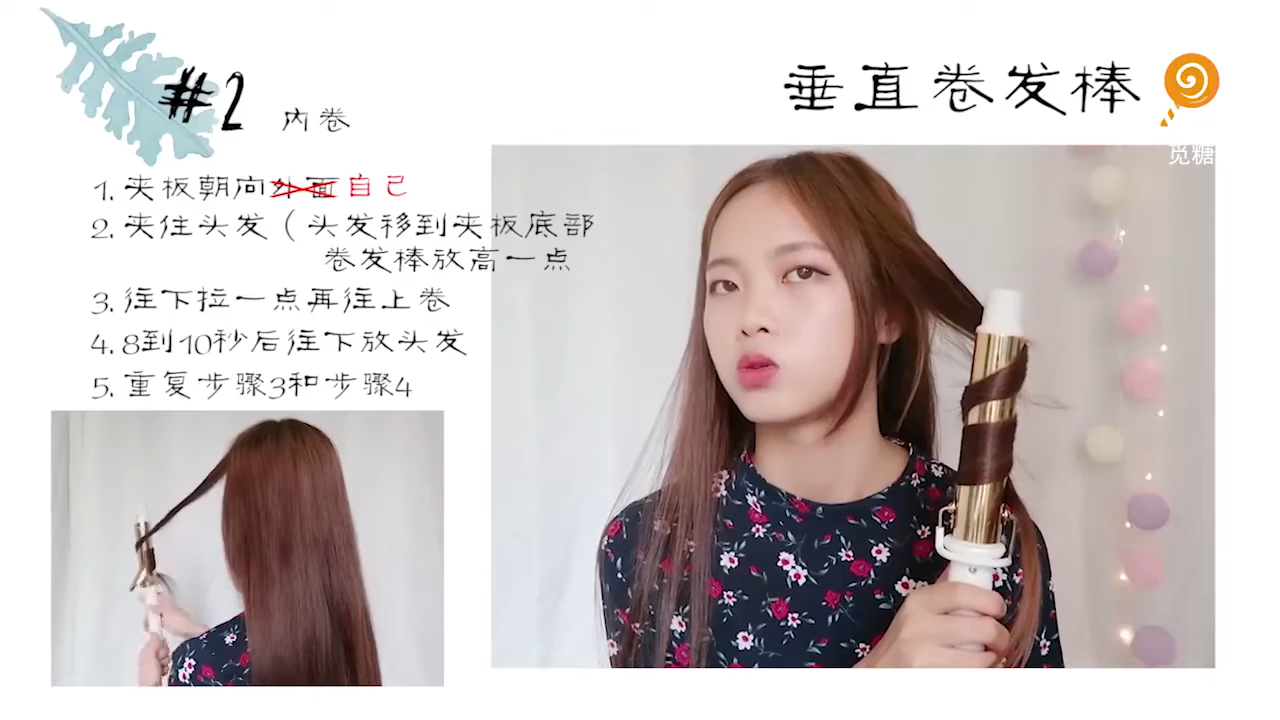 #2 内卷
垂直卷发棒
觅糖
1. 夹板朝向外面自己
2. 夹住头发（头发移到夹板底部
卷发棒放高一点
3. 往下拉一点再往上卷
4. 8到10秒后往下放头发
5. 重复步骤3和步骤4